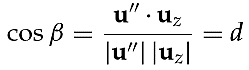 cos β = u″ · u_z / |u″| |u_z| = d